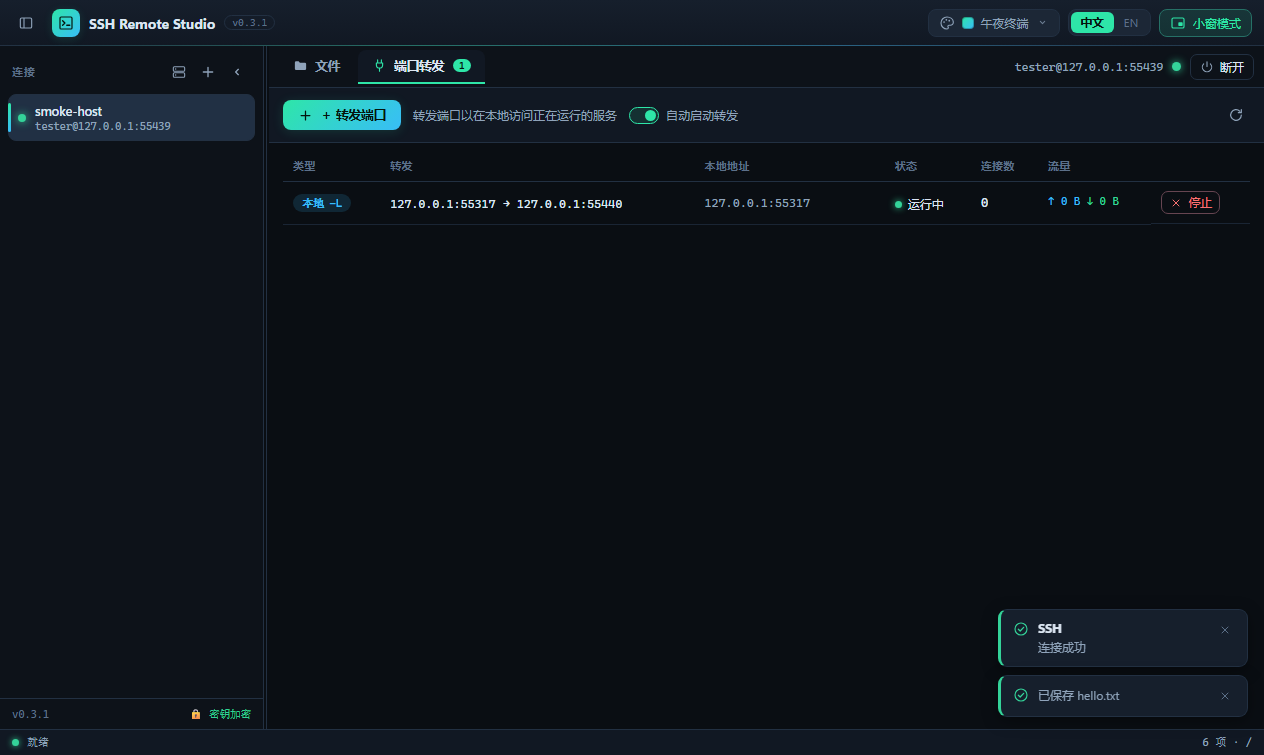 SSH Remote Studio v0.3.1 午夜终端 中文 EN 小窗模式
连接
smoke-host
tester@127.0.0.1:55439
文件 端口转发 1 tester@127.0.0.1:55439 断开
+ 转发端口 转发端口以在本地访问正在运行的服务 自动启动转发
类型 转发 本地地址 状态 连接数 流量
本地 -L 127.0.0.1:55317 → 127.0.0.1:55440 127.0.0.1:55317 运行中 0 ↑ 0 B ↓ 0 B 停止
SSH
连接成功
已保存 hello.txt
v0.3.1 密钥加密
就绪 6 项 · /